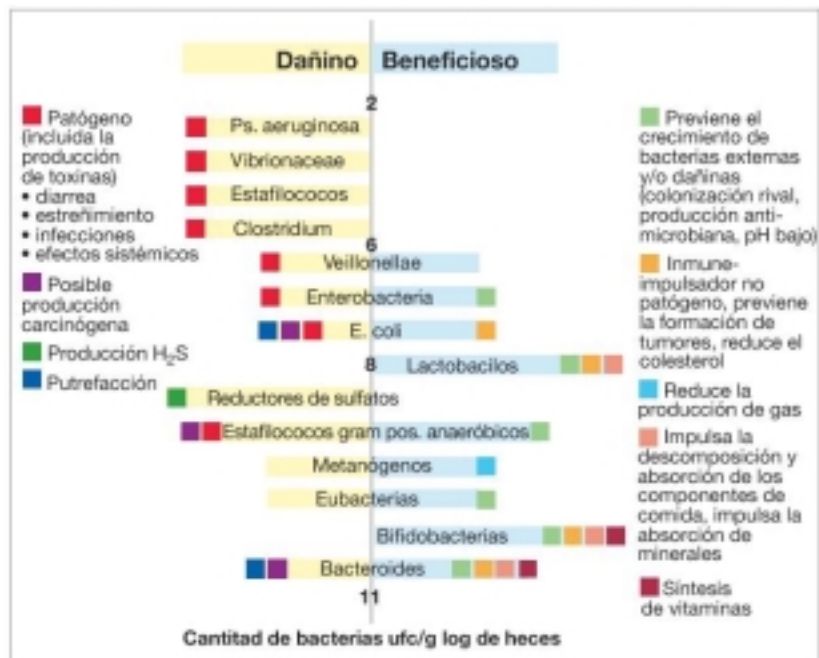 Dañino Beneficioso
Patógeno
(incluida la
producción
de toxinas)
• diarrea
• estreñimiento
• infecciones
• efectos sistémicos
Posible
producción
carcinógena
Producción H₂S
Putrefacción
2
Ps. aeruginosa
Vibrionaceae
Estafilococos
Clostridium
6
Veillonellae
Enterobacteria
E. coli
8
Lactobacilos
Reductores de sulfatos
Estafilococos gram pos. anaeróbicos
Metanógenos
Eubacterias
Bifidobacterias
Bacteroides
11
Cantitad de bacterias ufc/g log de heces
Previene el
crecimiento de
bacterias externas
y/o dañinas
(colonización rival,
producción anti-
microbiana, pH bajo)
Inmune-
impulsador no
patógeno, previene
la formación de
tumores, reduce el
colesterol
Reduce la
producción de gas
Impulsa la
descomposición y
absorción de los
componentes de
comida, impulsa la
absorción de
minerales
Síntesis
de vitaminas